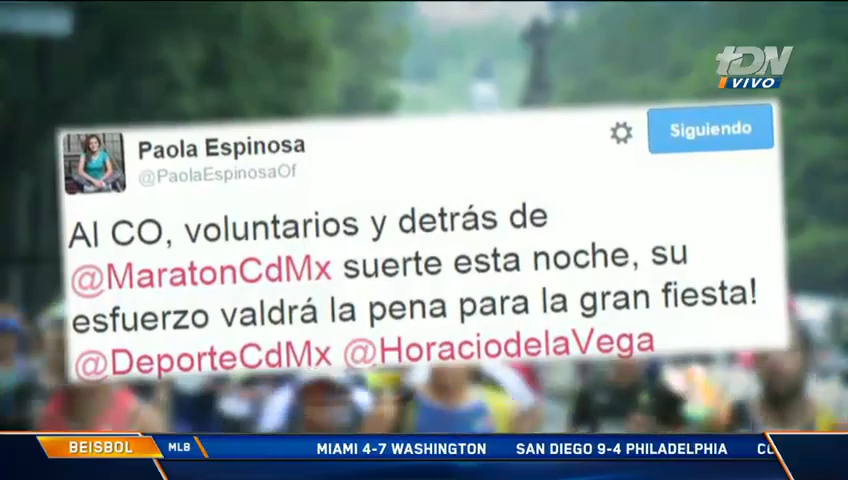 tDN
VIVO
Paola Espinosa
@PaolaEspinosaOf
Siguiendo
Al CO, voluntarios y detrás de
@MaratonCdMx suerte esta noche, su
esfuerzo valdrá la pena para la gran fiesta!
@DeporteCdMx @HoraciodelaVega
BEISBOL MLB MIAMI 4-7 WASHINGTON SAN DIEGO 9-4 PHILADELPHIA